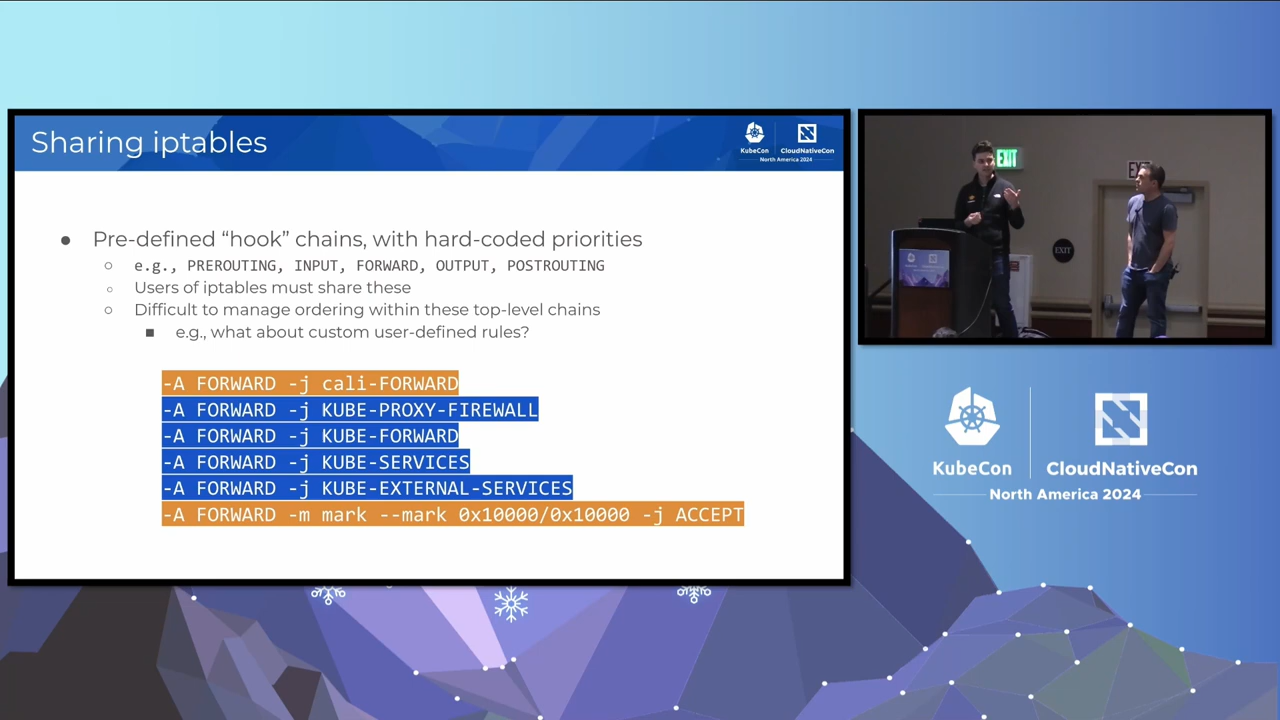 Sharing iptables
KubeCon
CloudNativeCon
North America 2024
● Pre-defined “hook” chains, with hard-coded priorities
○ e.g., PREROUTING, INPUT, FORWARD, OUTPUT, POSTROUTING
○ Users of iptables must share these
○ Difficult to manage ordering within these top-level chains
■ e.g., what about custom user-defined rules?
-A FORWARD -j cali-FORWARD
-A FORWARD -j KUBE-PROXY-FIREWALL
-A FORWARD -j KUBE-FORWARD
-A FORWARD -j KUBE-SERVICES
-A FORWARD -j KUBE-EXTERNAL-SERVICES
-A FORWARD -m mark --mark 0x10000/0x10000 -j ACCEPT
EXIT
EXIT
KubeCon
CloudNativeCon
North America 2024